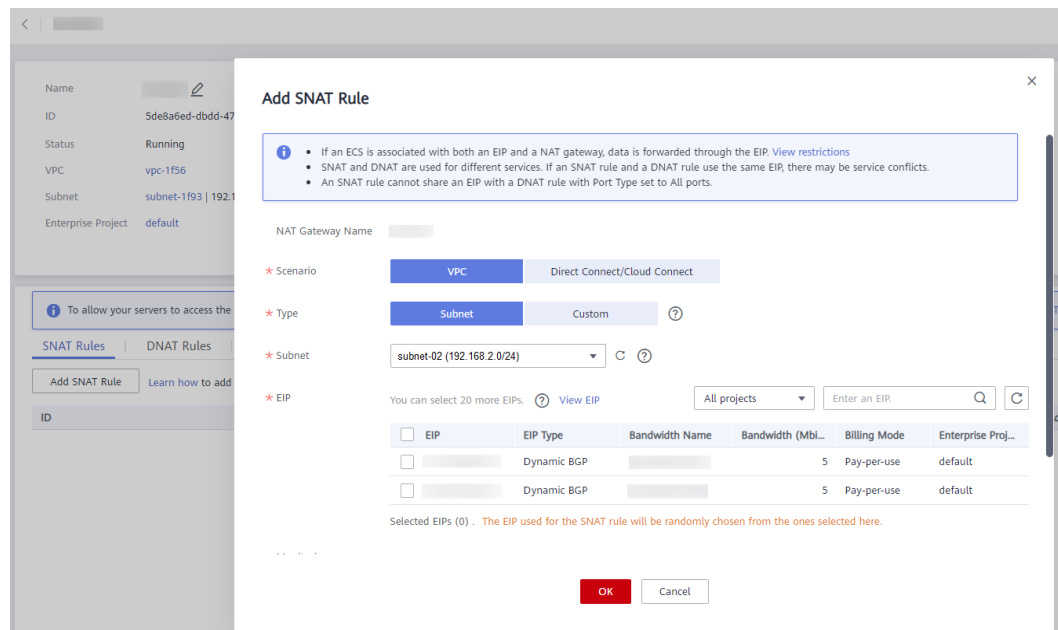 Name
ID 5de8a6ed-dbdd-47
Status Running
VPC vpc-1f56
Subnet subnet-1f93 | 192.1
Enterprise Project default
To allow your servers to access the
SNAT Rules | DNAT Rules |
Add SNAT Rule Learn how to add
ID
Add SNAT Rule
• If an ECS is associated with both an EIP and a NAT gateway, data is forwarded through the EIP. View restrictions
• SNAT and DNAT are used for different services. If an SNAT rule and a DNAT rule use the same EIP, there may be service conflicts.
• An SNAT rule cannot share an EIP with a DNAT rule with Port Type set to All ports.
NAT Gateway Name
* Scenario VPC Direct Connect/Cloud Connect
* Type Subnet Custom
* Subnet subnet-02 (192.168.2.0/24)
* EIP You can select 20 more EIPs. View EIP All projects Enter an EIP.
EIP EIP Type Bandwidth Name Bandwidth (Mbi... Billing Mode Enterprise Proj...
Dynamic BGP 5 Pay-per-use default
Dynamic BGP 5 Pay-per-use default
Selected EIPs (0) . The EIP used for the SNAT rule will be randomly chosen from the ones selected here.
OK Cancel